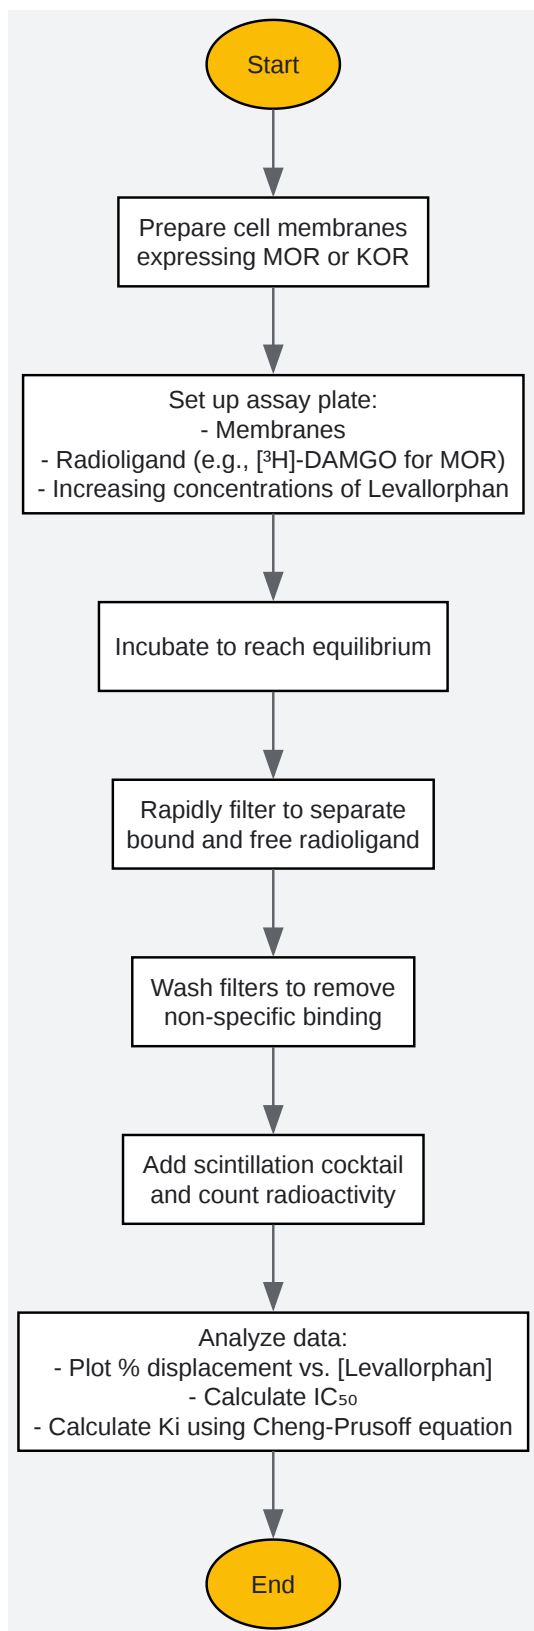 Start
Prepare cell membranes
expressing MOR or KOR
Set up assay plate:
- Membranes
- Radioligand (e.g., [³H]-DAMGO for MOR)
- Increasing concentrations of Levallorphan
Incubate to reach equilibrium
Rapidly filter to separate
bound and free radioligand
Wash filters to remove
non-specific binding
Add scintillation cocktail
and count radioactivity
Analyze data:
- Plot % displacement vs. [Levallorphan]
- Calculate IC₅₀
- Calculate Ki using Cheng-Prusoff equation
End